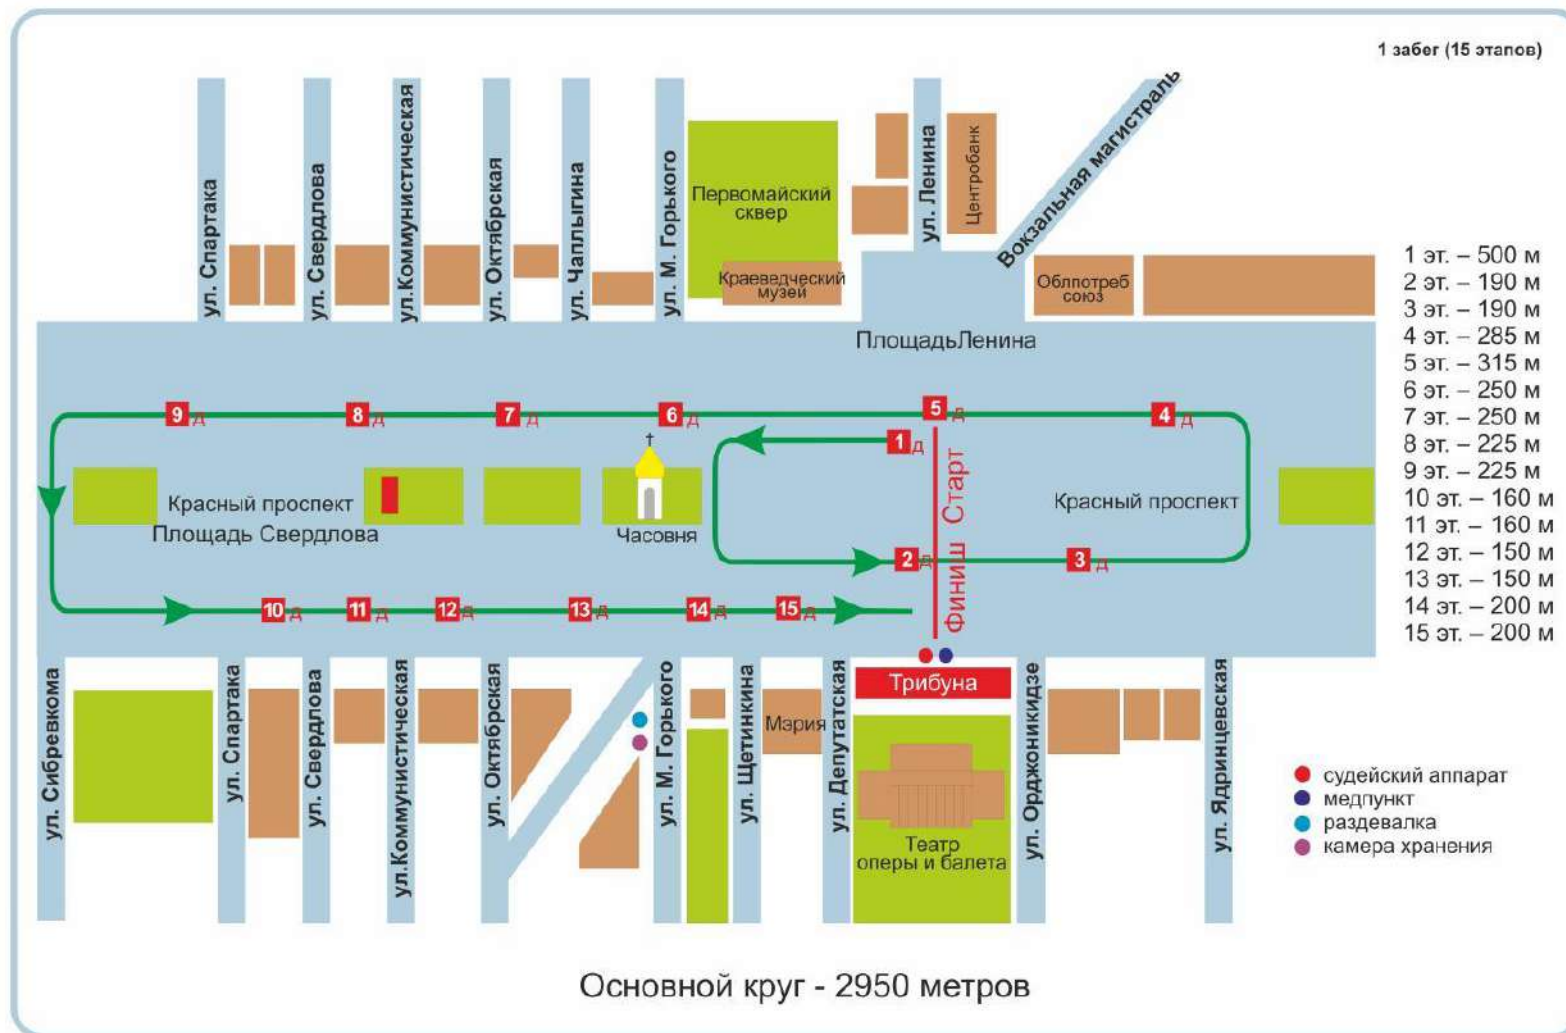 1 забег (15 этапов)
ул. Спартака
ул. Свердлова
ул.Коммунистическая
ул. Октябрская
ул. Чаплыгина
ул. М. Горького
Первомайский
сквер
Краеведческий
музей
ул. Ленина
Центробанк
Вокзальная магистраль
Облпотреб
союз
ПлощадьЛенина
1 эт. – 500 м
2 эт. – 190 м
3 эт. – 190 м
4 эт. – 285 м
5 эт. – 315 м
6 эт. – 250 м
7 эт. – 250 м
8 эт. – 225 м
9 эт. – 225 м
10 эт. – 160 м
11 эт. – 160 м
12 эт. – 150 м
13 эт. – 150 м
14 эт. – 200 м
15 эт. – 200 м
9 д
8 д
7 д
6 д
5 д
4 д
1 д
Красный проспект
Площадь Свердлова
Часовня
Финиш Старт
Красный проспект
2 д
3 д
10 д
11 д
12 д
13 д
14 д
15 д
Трибуна
ул. Сибревкома
ул. Спартака
ул. Свердлова
ул.Коммунистическая
ул. Октябрская
ул. М. Горького
ул. Щетинкина
Мэрия
ул. Депутатская
Театр
оперы и балета
ул. Орджоникидзе
ул. Ядринцевская
судейский аппарат
медпункт
раздевалка
камера хранения
Основной круг - 2950 метров